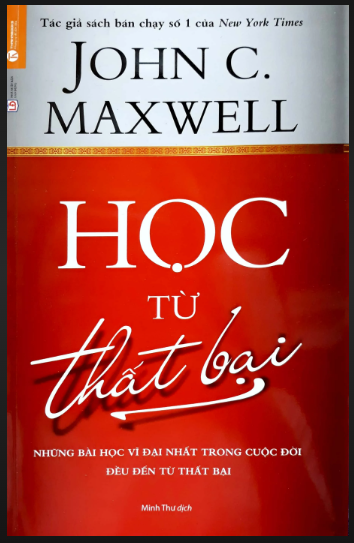 Tác giả sách bán chạy số 1 của New York Times
JOHN C.
MAXWELL
HỌC
TỪ
thất bại
NHỮNG BÀI HỌC VĨ ĐẠI NHẤT TRONG CUỘC ĐỜI
ĐỀU ĐẾN TỪ THẤT BẠI
Minh Thư dịch